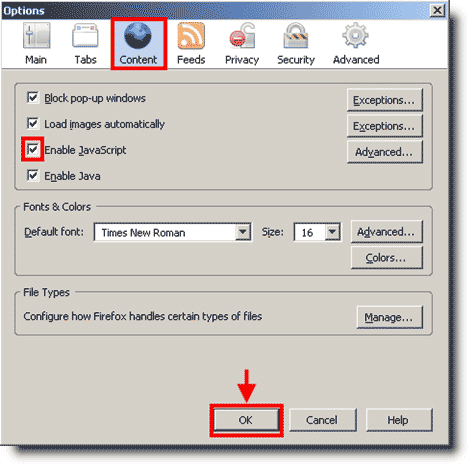 Options
Main Tabs Content Feeds Privacy Security Advanced
Block pop-up windows Exceptions...
Load images automatically Exceptions...
Enable JavaScript Advanced...
Enable Java
Fonts & Colors
Default font: Times New Roman Size: 16 Advanced...
Colors...
File Types
Configure how Firefox handles certain types of files Manage...
OK Cancel Help